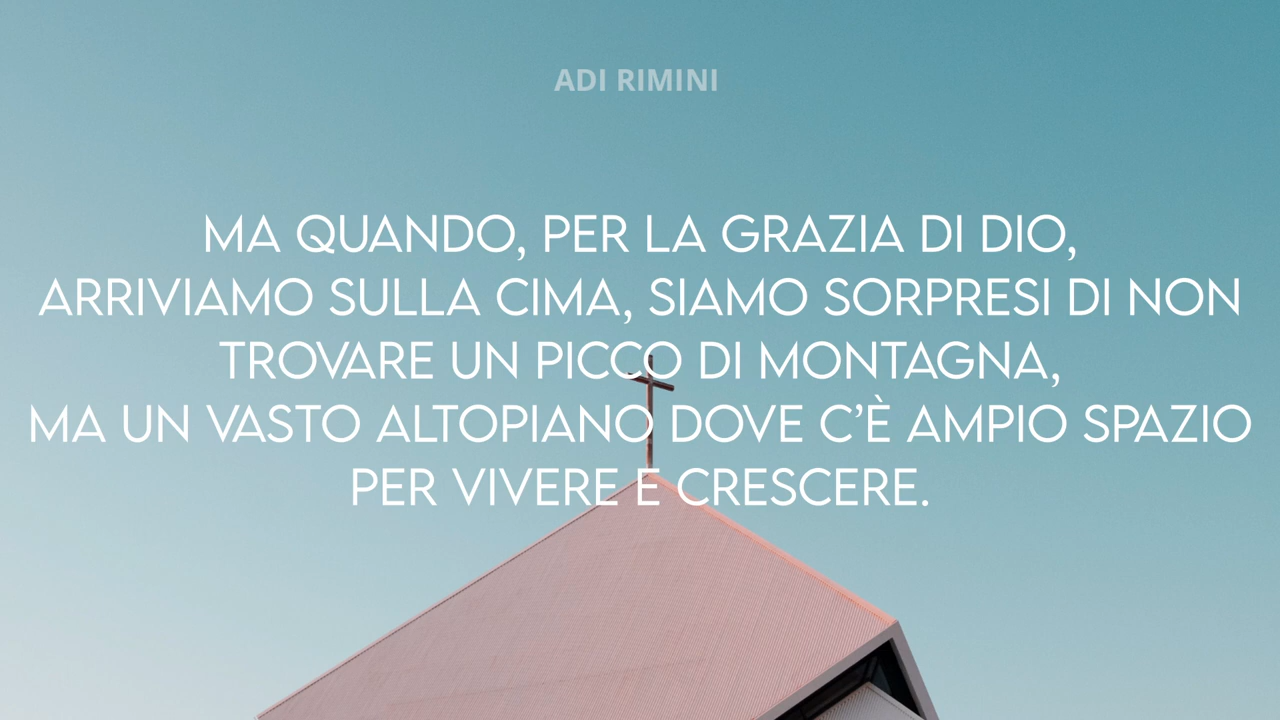 ADI RIMINI
MA QUANDO, PER LA GRAZIA DI DIO,
ARRIVIAMO SULLA CIMA, SIAMO SORPRESI DI NON
TROVARE UN PICCO DI MONTAGNA,
MA UN VASTO ALTOPIANO DOVE C’È AMPIO SPAZIO
PER VIVERE E CRESCERE.